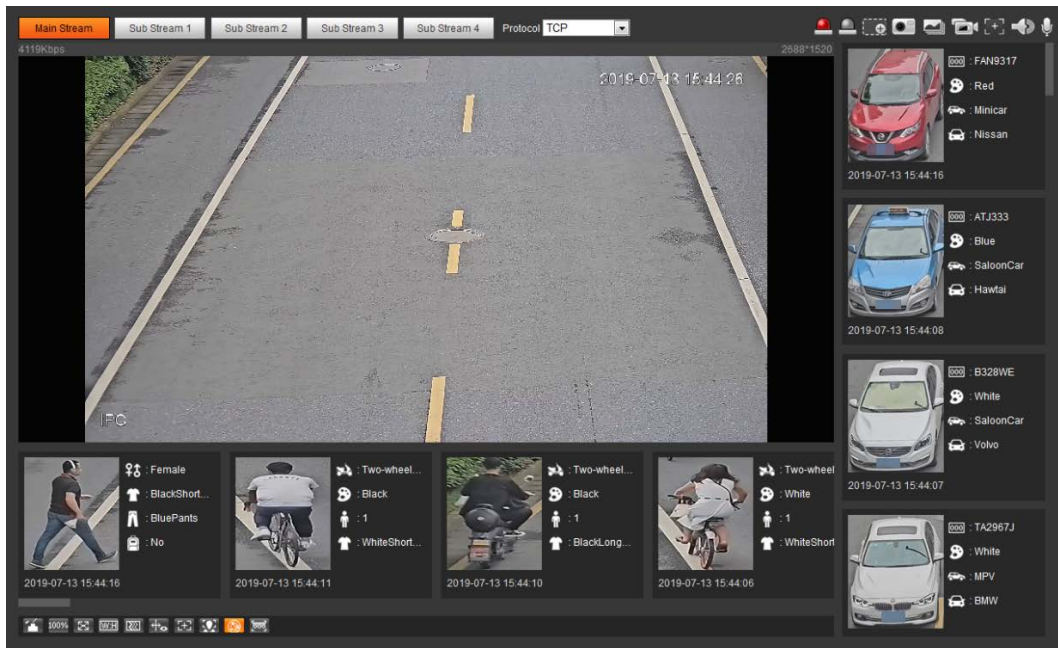 Main Stream Sub Stream 1 Sub Stream 2 Sub Stream 3 Sub Stream 4 Protocol TCP
4119Kbps 2688*1520
2019-07-13 15:44:26
IPC
: FAN9317
: Red
: Minicar
: Nissan
2019-07-13 15:44:16
: ATJ333
: Blue
: SaloonCar
: Hawtai
2019-07-13 15:44:08
: B328WE
: White
: SaloonCar
: Volvo
2019-07-13 15:44:07
: TA2967J
: White
: MPV
: BMW
: Female
: BlackShort...
: BluePants
: No
2019-07-13 15:44:16
: Two-wheel...
: Black
: 1
: WhiteShort...
2019-07-13 15:44:11
: Two-wheel...
: Black
: 1
: BlackLong...
2019-07-13 15:44:10
: Two-wheel
: White
: 1
: WhiteShort
2019-07-13 15:44:06
100% W:H